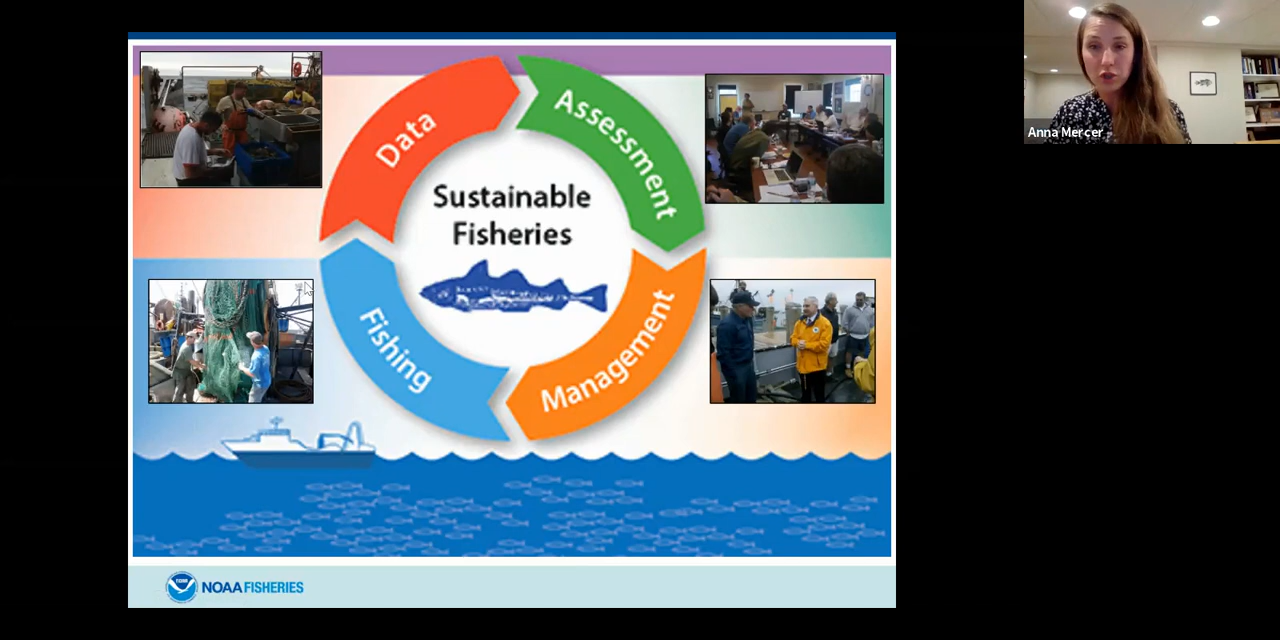 Data
Assessment
Sustainable
Fisheries
Fishing
Management
NOAA FISHERIES
Anna Mercer